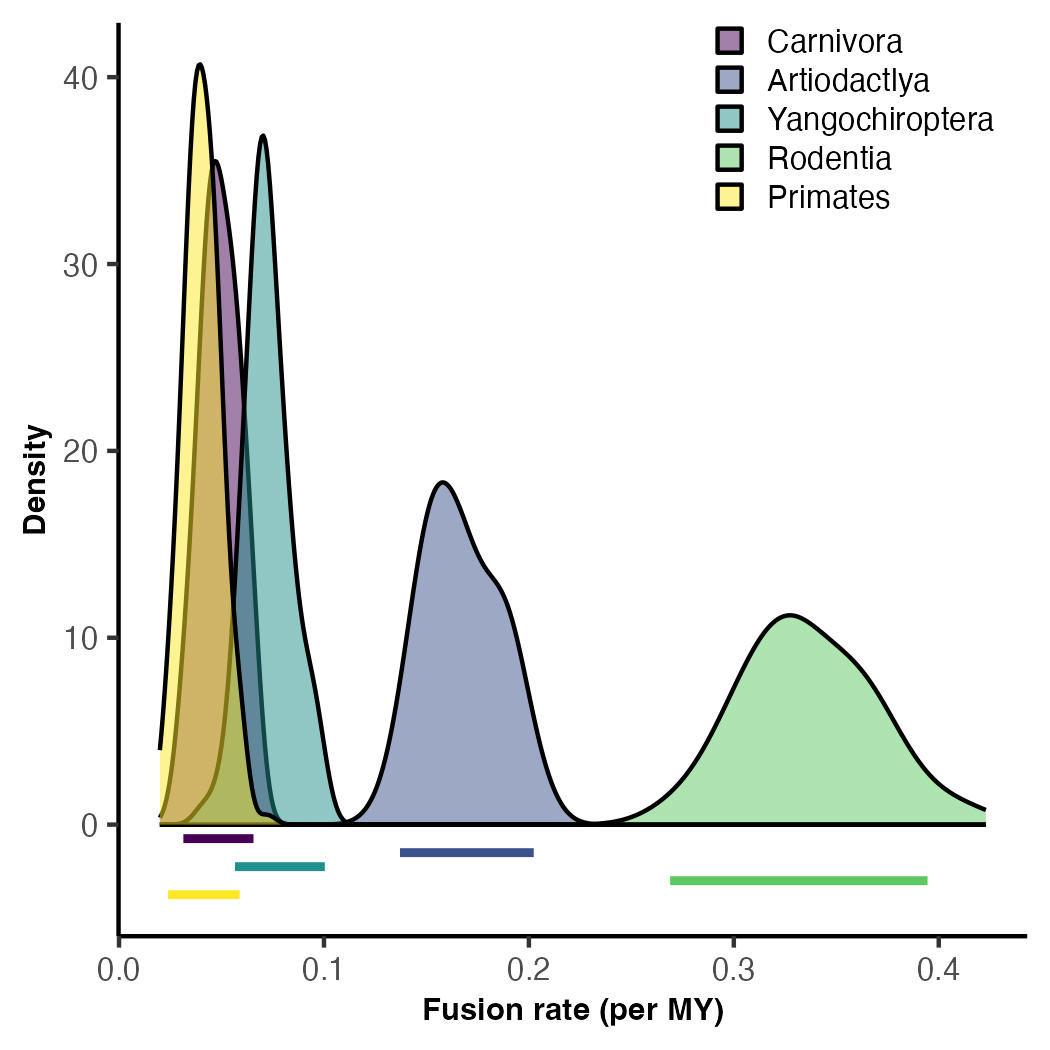 Carnivora
Artiodactlya
Yangochiroptera
Rodentia
Primates
40
30
20
10
0
Density
0.0 0.1 0.2 0.3 0.4
Fusion rate (per MY)